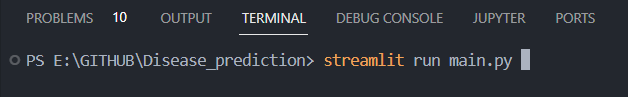 PROBLEMS 10 OUTPUT TERMINAL DEBUG CONSOLE JUPYTER PORTS
PS E:\GITHUB\Disease_prediction> streamlit run main.py